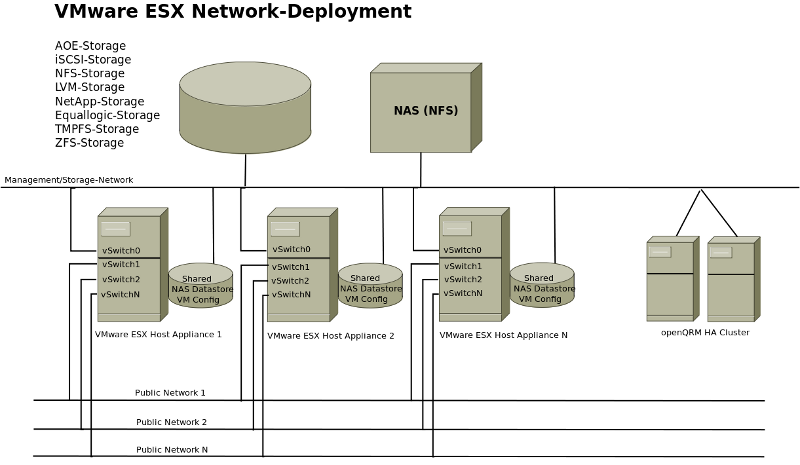 VMware ESX Network-Deployment
AOE-Storage
iSCSI-Storage
NFS-Storage
LVM-Storage
NetApp-Storage
Equallogic-Storage
TMPFS-Storage
ZFS-Storage
NAS (NFS)
Management/Storage-Network
vSwitch0
vSwitch1
vSwitch2
vSwitchN
Shared
NAS Datastore
VM Config
VMware ESX Host Appliance 1
vSwitch0
vSwitch1
vSwitch2
vSwitchN
Shared
NAS Datastore
VM Config
VMware ESX Host Appliance 2
vSwitch0
vSwitch1
vSwitch2
vSwitchN
Shared
NAS Datastore
VM Config
VMware ESX Host Appliance N
openQRM HA Cluster
Public Network 1
Public Network 2
Public Network N